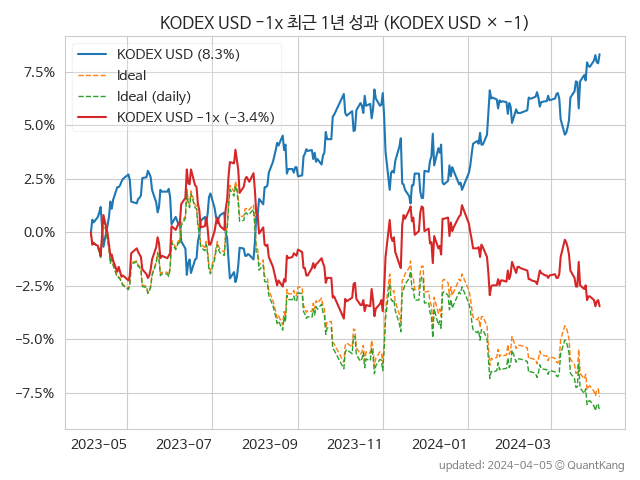 KODEX USD −1x 최근 1년 성과 (KODEX USD × −1)
KODEX USD (8.3%)
Ideal
Ideal (daily)
KODEX USD −1x (−3.4%)
7.5%
5.0%
2.5%
0.0%
−2.5%
−5.0%
−7.5%
2023-05 2023-07 2023-09 2023-11 2024-01 2024-03
updated: 2024-04-05 ⓒ QuantKang